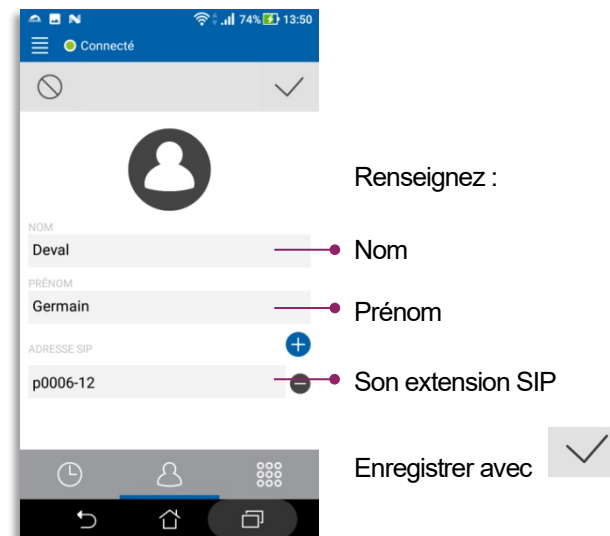 74% 13:50
Connecté
Renseignez :
NOM
Deval
Nom
PRÉNOM
Germain
Prénom
ADRESSE SIP
p0006-12
Son extension SIP
Enregistrer avec